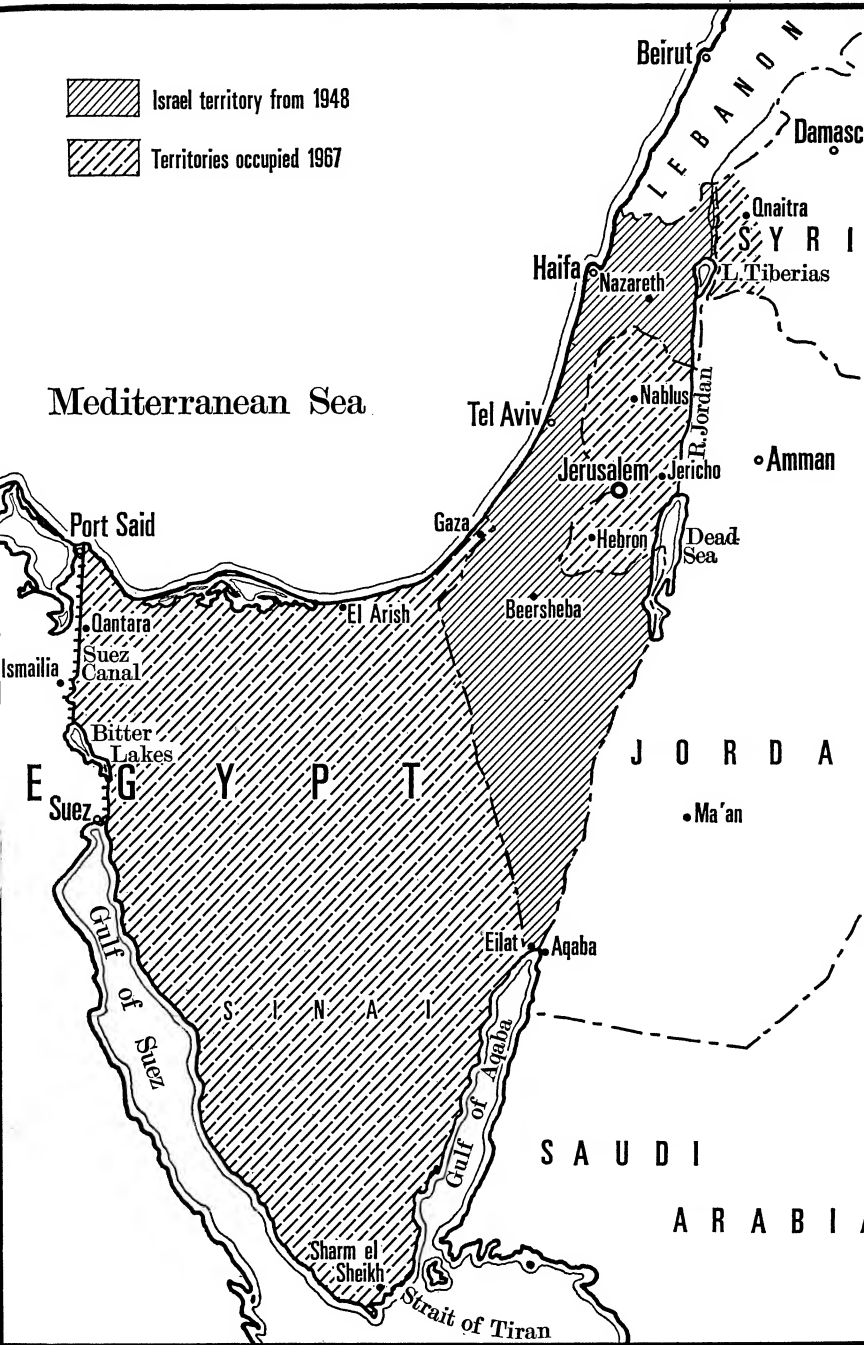 Beirut
Israel territory from 1948
Territories occupied 1967
LEBANON
Damasc
Qnaitra
SYRI
Haifa
Nazareth
L.Tiberias
Mediterranean Sea
Tel Aviv
Nablus
R.Jordan
Jerusalem
Jericho
Amman
Gaza
Port Said
Hebron
Dead
Sea
El Arish
Beersheba
Qantara
Ismailia
Suez
Canal
Bitter
Lakes
EGYPT
JORDA
Suez
Ma'an
Gulf of Suez
Eilat
Aqaba
SINAI
Gulf of Aqaba
SAUDI
ARABIA
Sharm el
Sheikh
Strait of Tiran